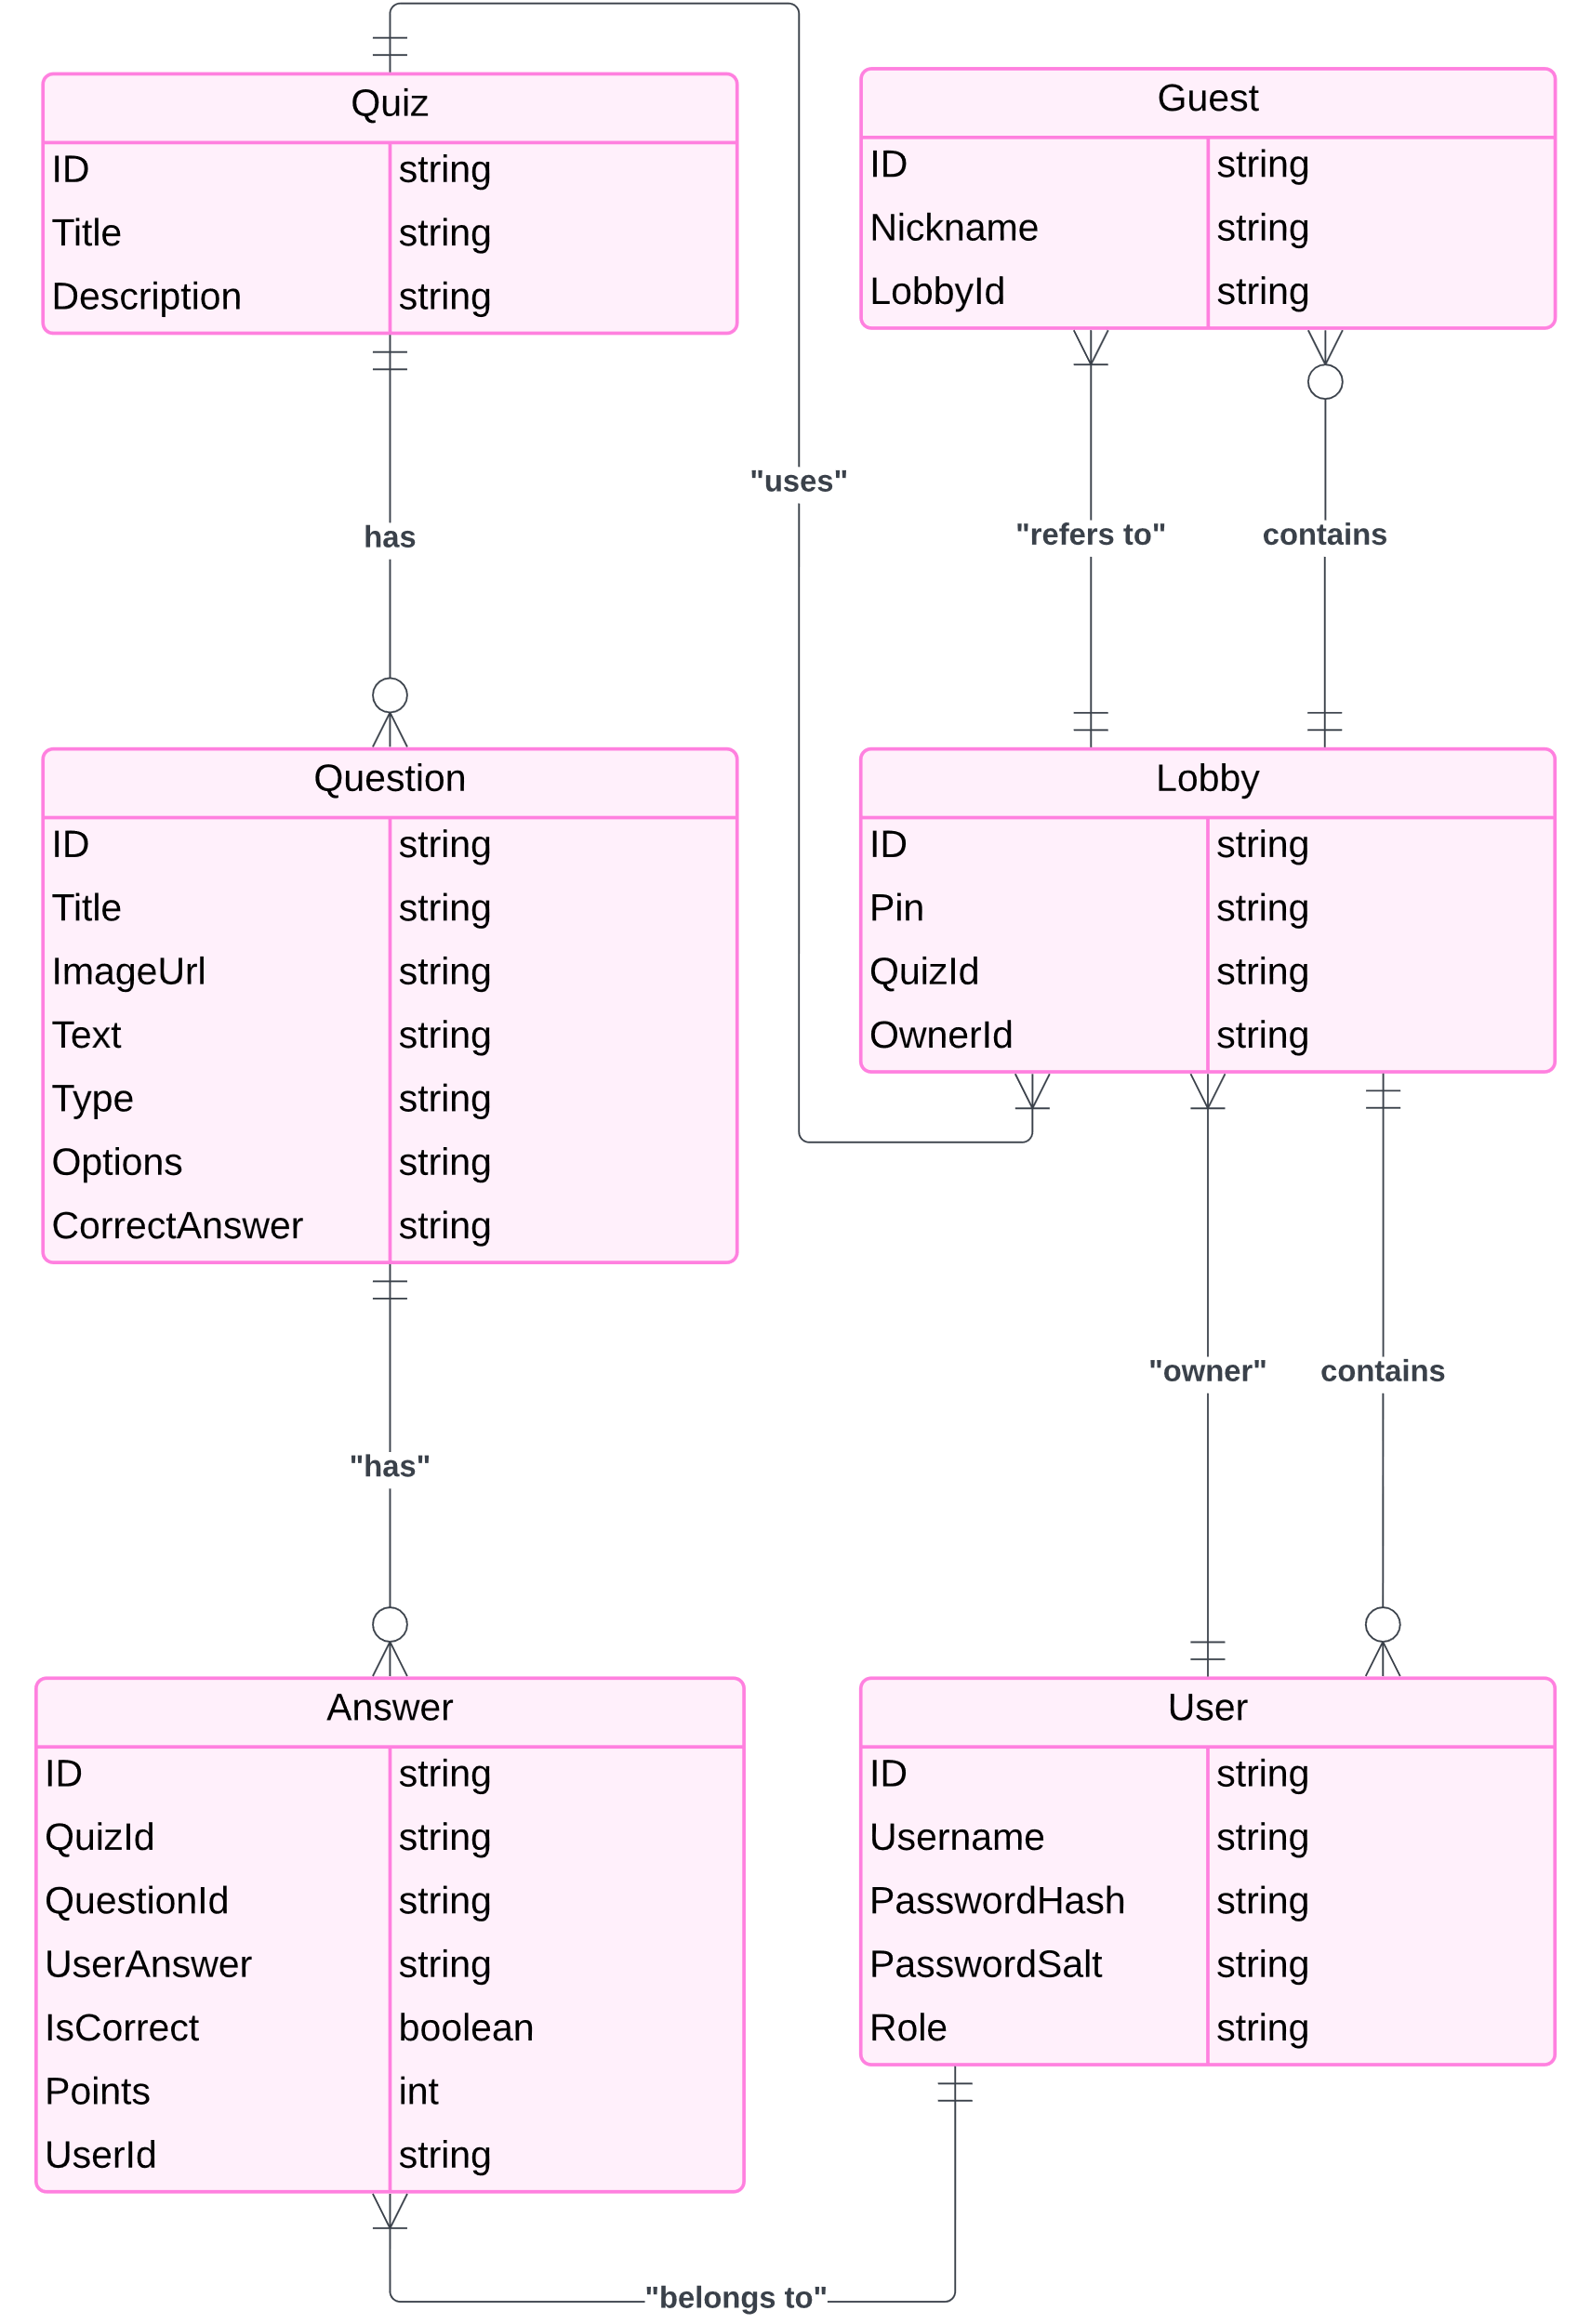 Quiz
ID string
Title string
Description string
Guest
ID string
Nickname string
LobbyId string
"uses"
has
"refers to"
contains
Question
ID string
Title string
ImageUrl string
Text string
Type string
Options string
CorrectAnswer string
Lobby
ID string
Pin string
QuizId string
OwnerId string
"owner"
contains
"has"
Answer
ID string
QuizId string
QuestionId string
UserAnswer string
IsCorrect boolean
Points int
UserId string
User
ID string
Username string
PasswordHash string
PasswordSalt string
Role string
"belongs to"